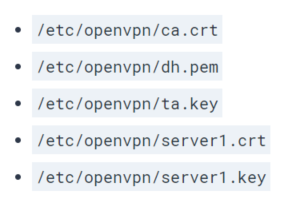 /etc/openvpn/ca.crt
/etc/openvpn/dh.pem
/etc/openvpn/ta.key
/etc/openvpn/server1.crt
/etc/openvpn/server1.key